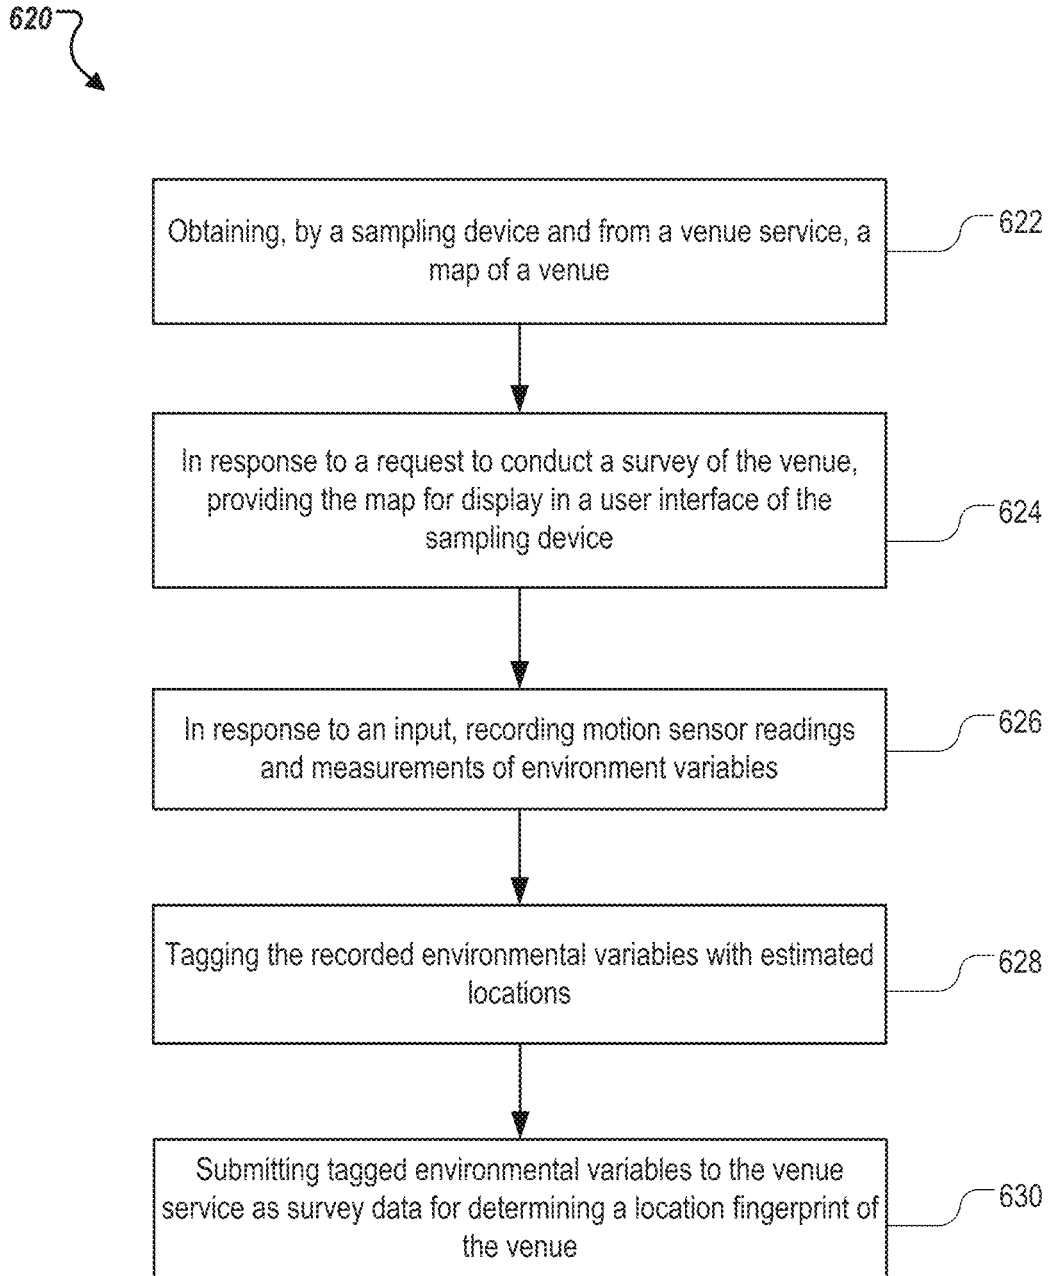 620
Obtaining, by a sampling device and from a venue service, a
map of a venue
622
In response to a request to conduct a survey of the venue,
providing the map for display in a user interface of the
sampling device
624
In response to an input, recording motion sensor readings
and measurements of environment variables
626
Tagging the recorded environmental variables with estimated
locations
628
Submitting tagged environmental variables to the venue
service as survey data for determining a location fingerprint of
the venue
630